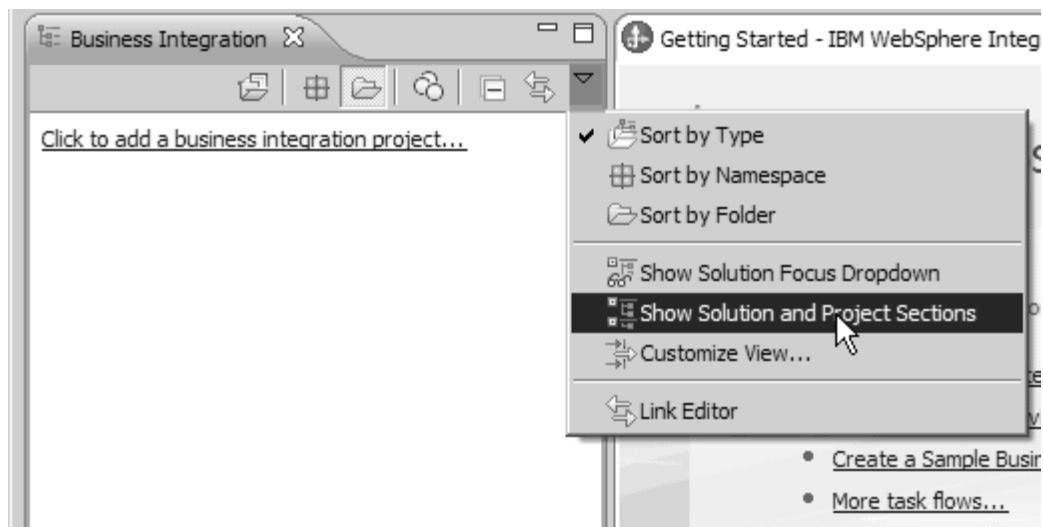 Business Integration
Getting Started - IBM WebSphere Integ
Click to add a business integration project...
Sort by Type
Sort by Namespace
Sort by Folder
Show Solution Focus Dropdown
Show Solution and Project Sections
Customize View...
Link Editor
Create a Sample Busin
More task flows...